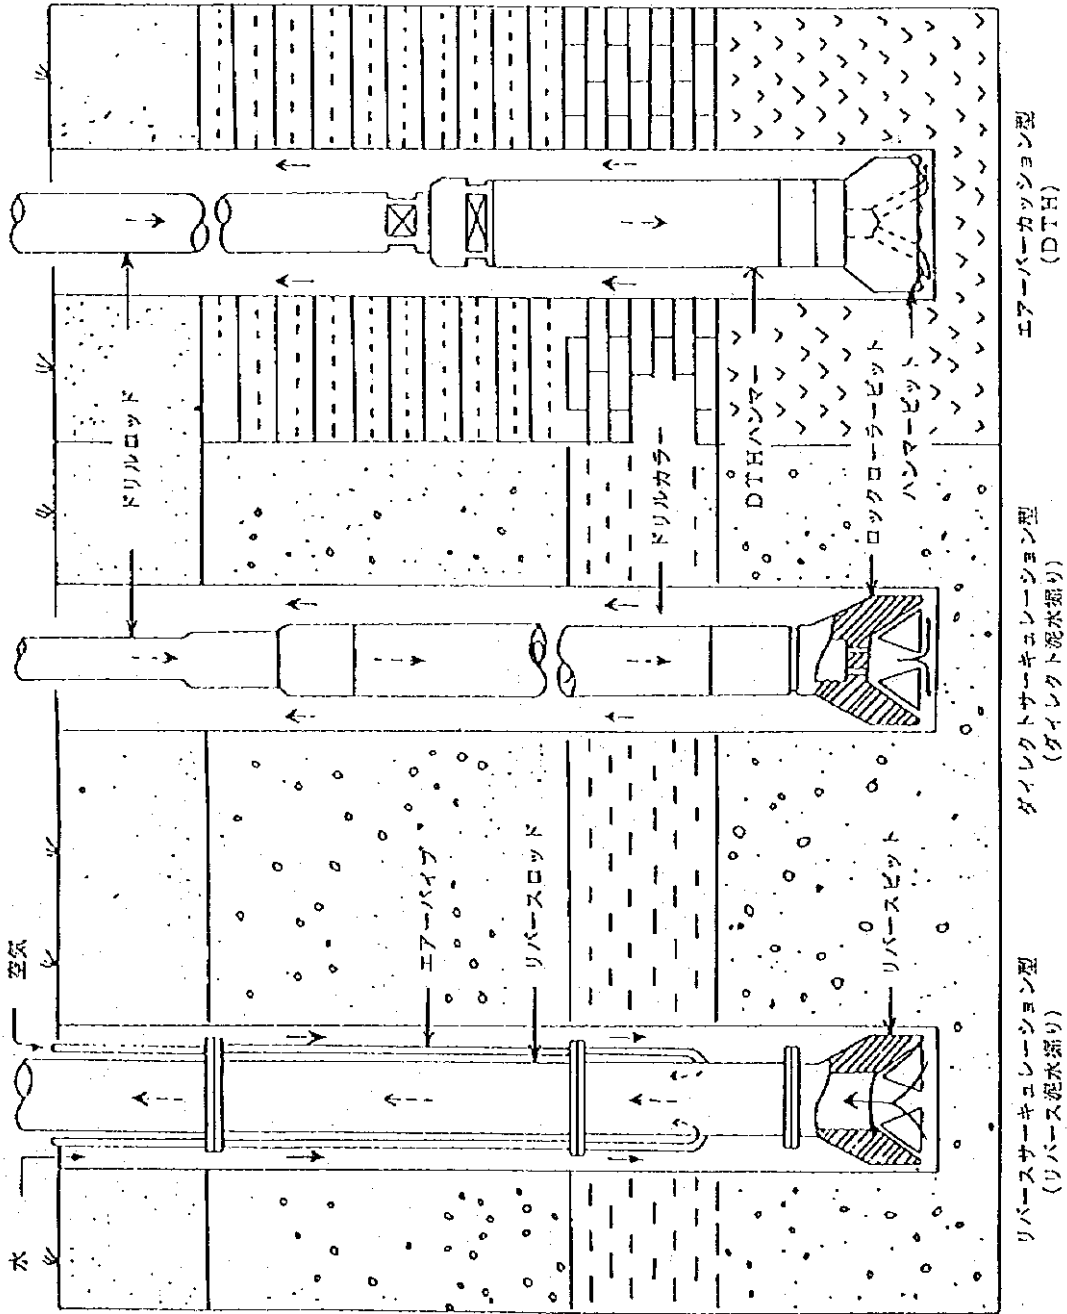 水
空気
エアーパイプ
リバースロッド
リバースビット
リバースサーキュレーション型
(リバース泥水掘り)
ドリルロッド
ドリルカラー
DTHハンマー
ロックローラービット
ハンマービット
ダイレクトサーキュレーション型
(ダイレクト泥水掘り)
エアーパーカッション型
(DTH)